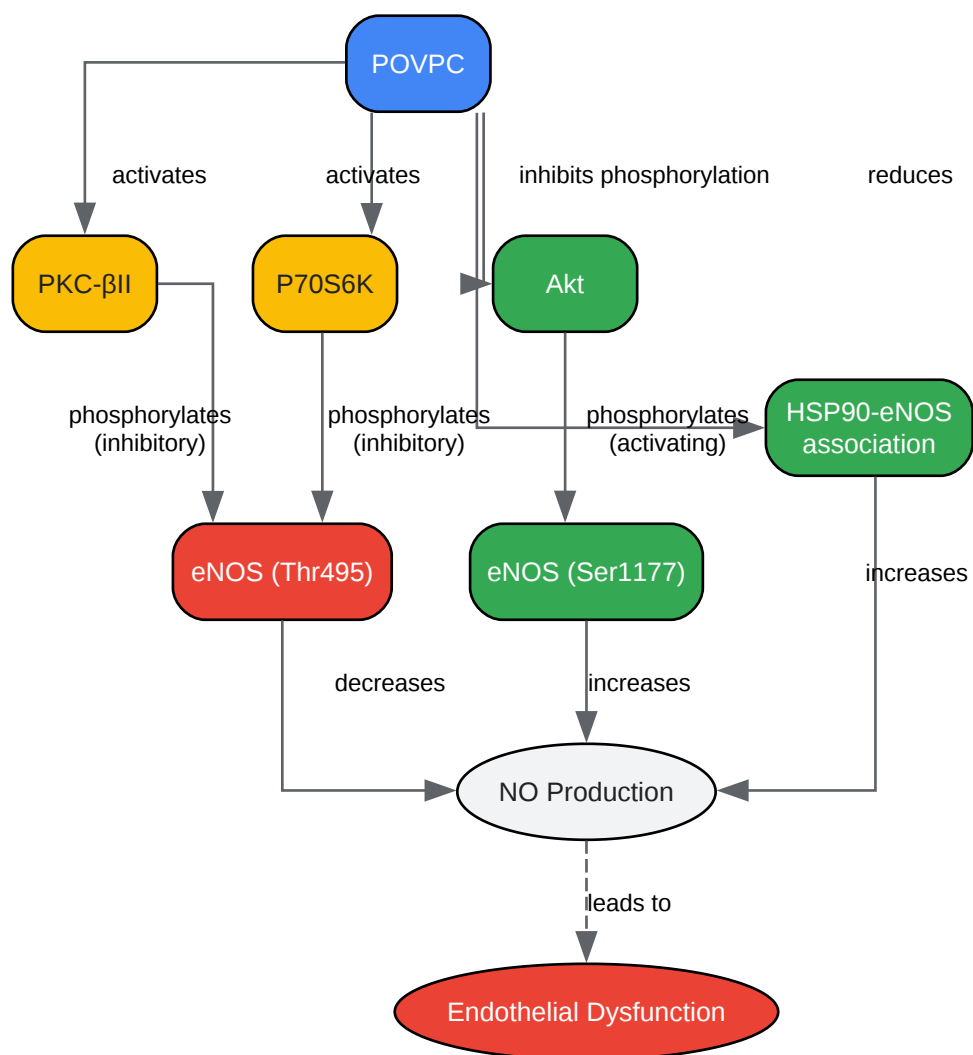 POVPC
activates
activates
inhibits phosphorylation
reduces
PKC-βII
P70S6K
Akt
phosphorylates
(inhibitory)
phosphorylates
(inhibitory)
phosphorylates
(activating)
HSP90-eNOS
association
eNOS (Thr495)
eNOS (Ser1177)
increases
decreases
increases
NO Production
leads to
Endothelial Dysfunction